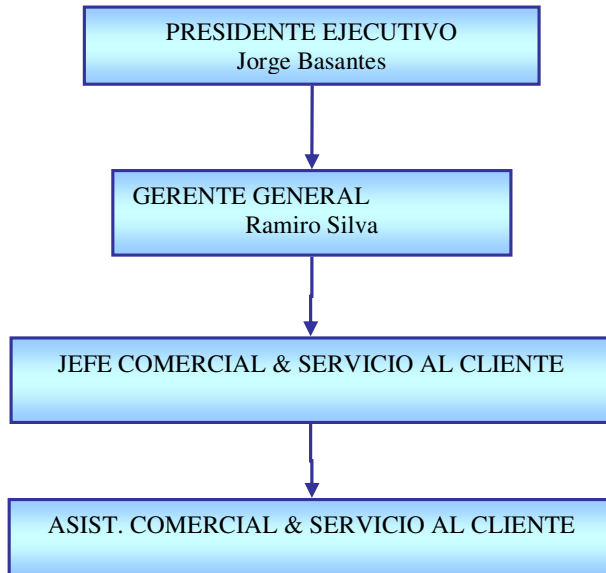 PRESIDENTE EJECUTIVO
Jorge Basantes
GERENTE GENERAL
Ramiro Silva
JEFE COMERCIAL & SERVICIO AL CLIENTE
ASIST. COMERCIAL & SERVICIO AL CLIENTE